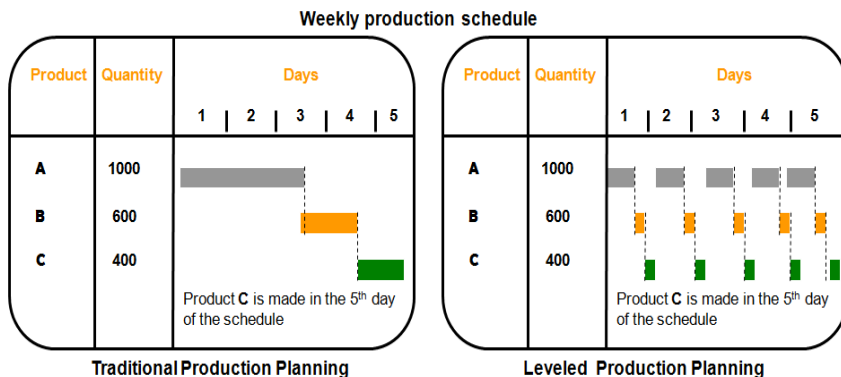 Weekly production schedule
Product Quantity Days
1 2 3 4 5
A 1000
B 600
C 400
Product C is made in the 5th day
of the schedule
Traditional Production Planning
Product Quantity Days
1 2 3 4 5
A 1000
B 600
C 400
Product C is made in the 5th day
of the schedule
Leveled Production Planning